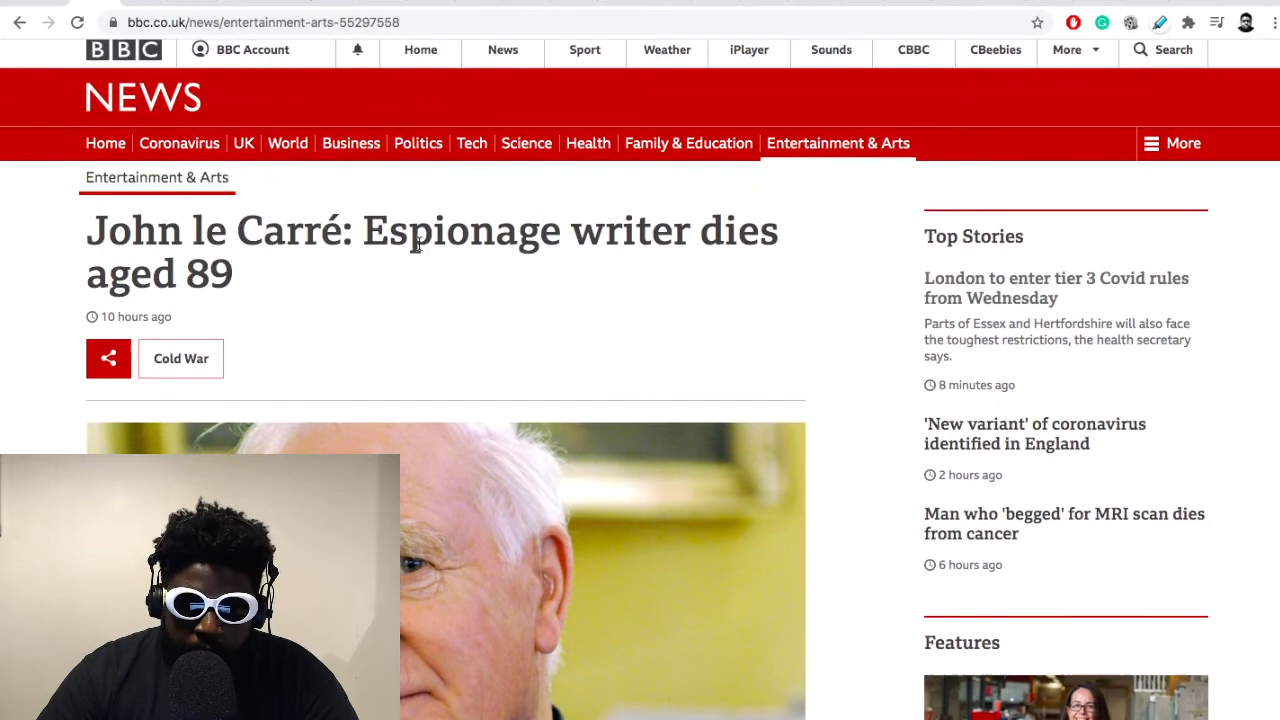 bbc.co.uk/news/entertainment-arts-55297558
BBC BBC Account Home News Sport Weather iPlayer Sounds CBBC CBeebies More Search
NEWS
Home Coronavirus UK World Business Politics Tech Science Health Family & Education Entertainment & Arts More
Entertainment & Arts
John le Carré: Espionage writer dies
aged 89
10 hours ago
Cold War
Top Stories
London to enter tier 3 Covid rules
from Wednesday
Parts of Essex and Hertfordshire will also face
the toughest restrictions, the health secretary
says.
8 minutes ago
'New variant' of coronavirus
identified in England
2 hours ago
Man who 'begged' for MRI scan dies
from cancer
6 hours ago
Features